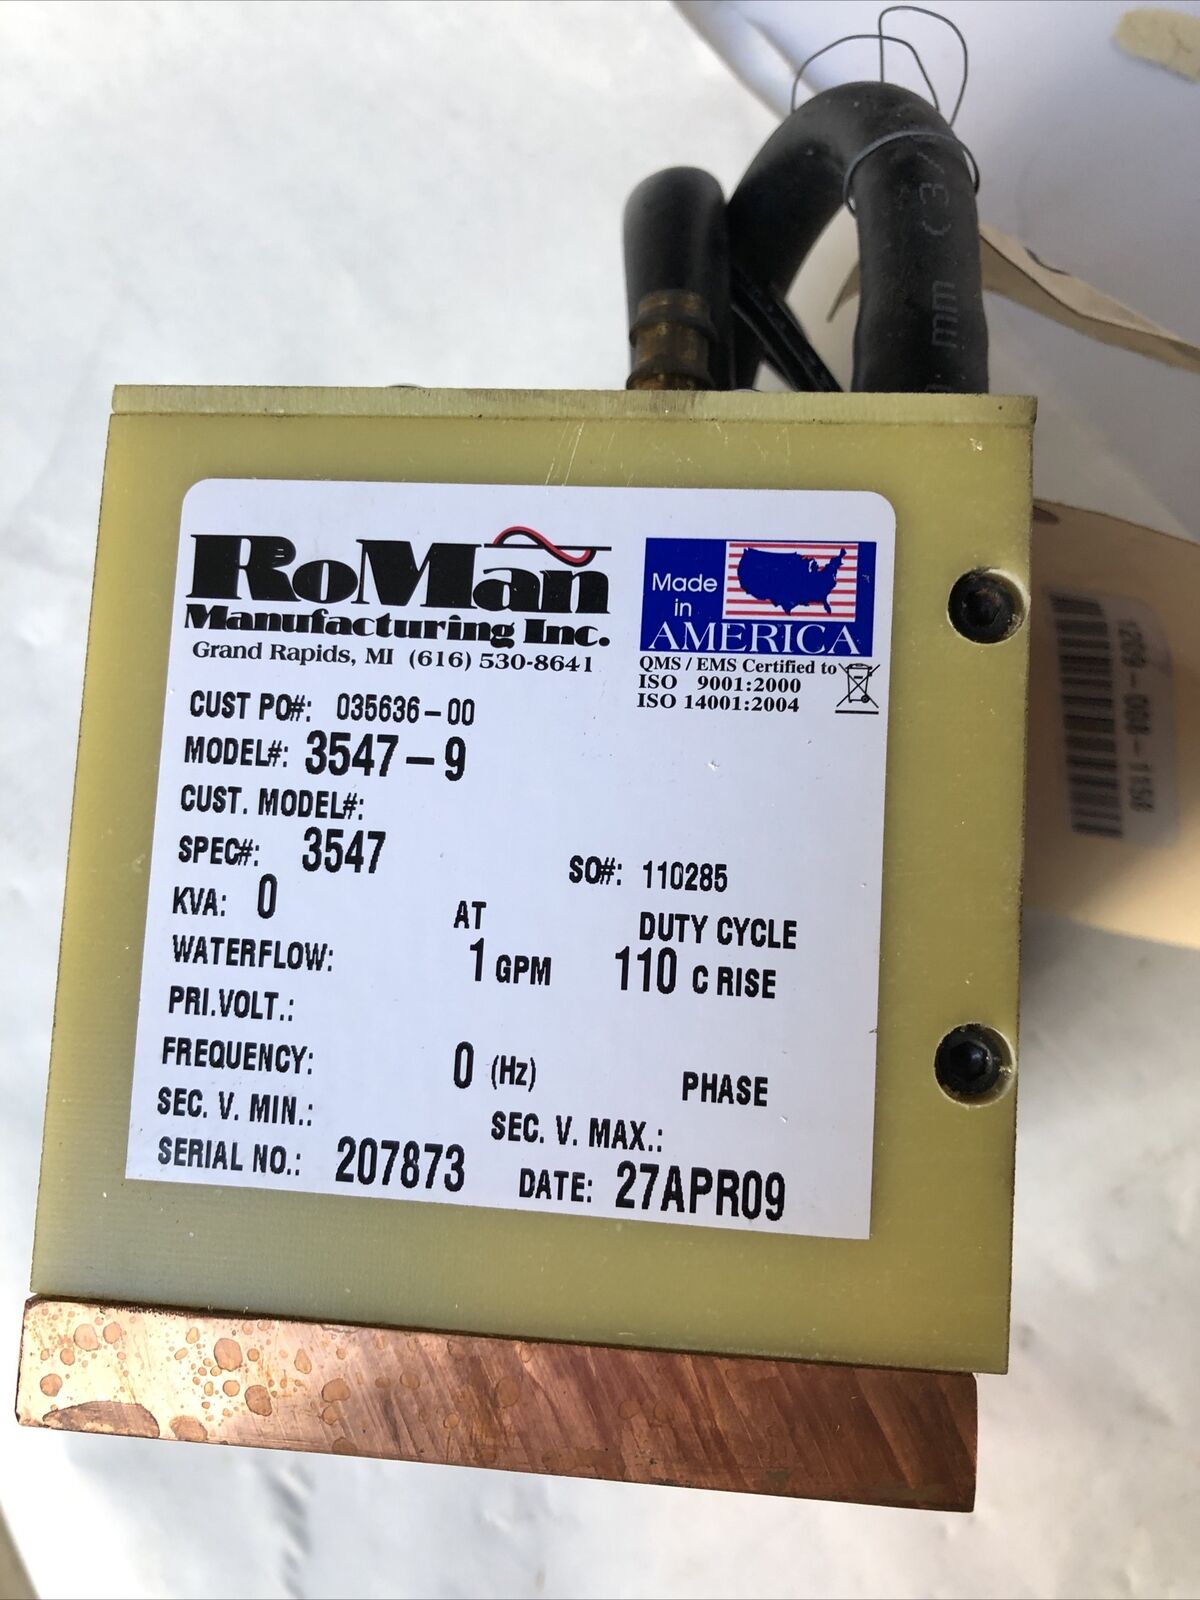 RoMan
Manufacturing Inc.
Grand Rapids, MI (616) 530-8641
Made
in
AMERICA
QMS / EMS Certified to
ISO 9001:2000
ISO 14001:2004
CUST PO#: 035636-00
MODEL#: 3547-9
CUST. MODEL#:
SPEC#: 3547 SO#: 110285
KVA: 0 AT DUTY CYCLE
WATERFLOW: 1 GPM 110 C RISE
PRI.VOLT.:
FREQUENCY: 0 (Hz) PHASE
SEC. V. MIN.: SEC. V. MAX.:
SERIAL NO.: 207873 DATE: 27APR09
mm (3/